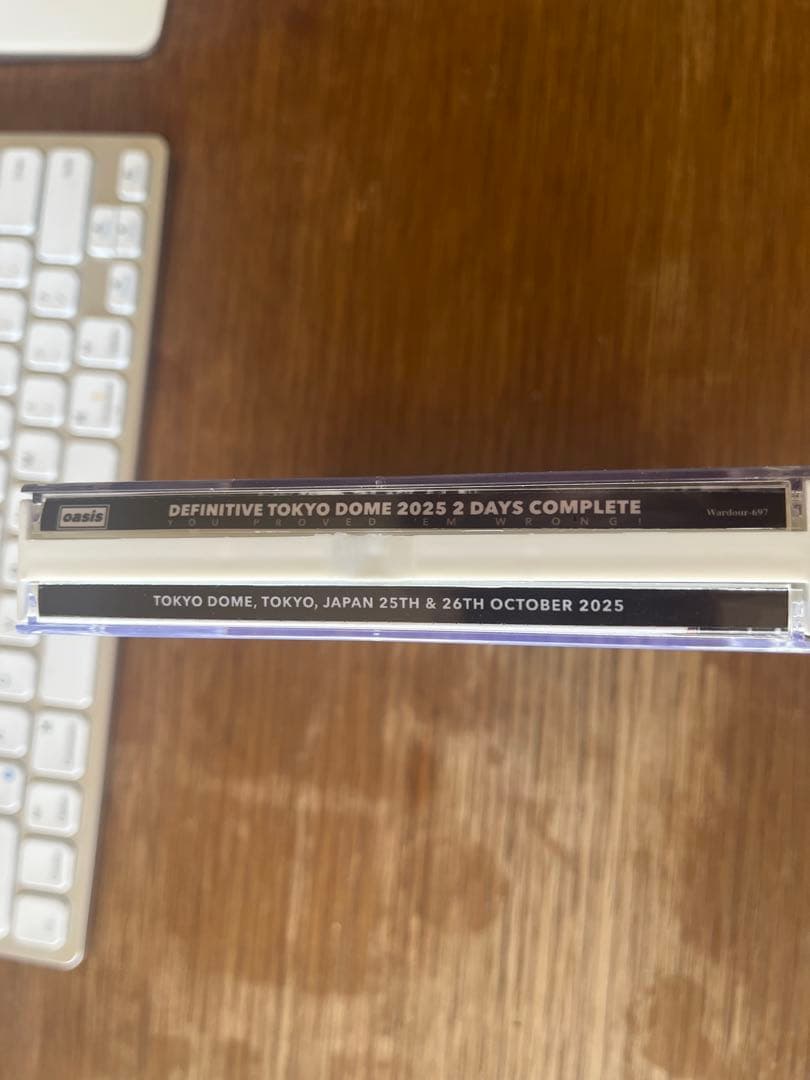 oasis
DEFINITIVE TOKYO DOME 2025 2 DAYS COMPLETE
YOU PROVED 'EM WRONG!
Wardour-697
TOKYO DOME, TOKYO, JAPAN 25TH & 26TH OCTOBER 2025